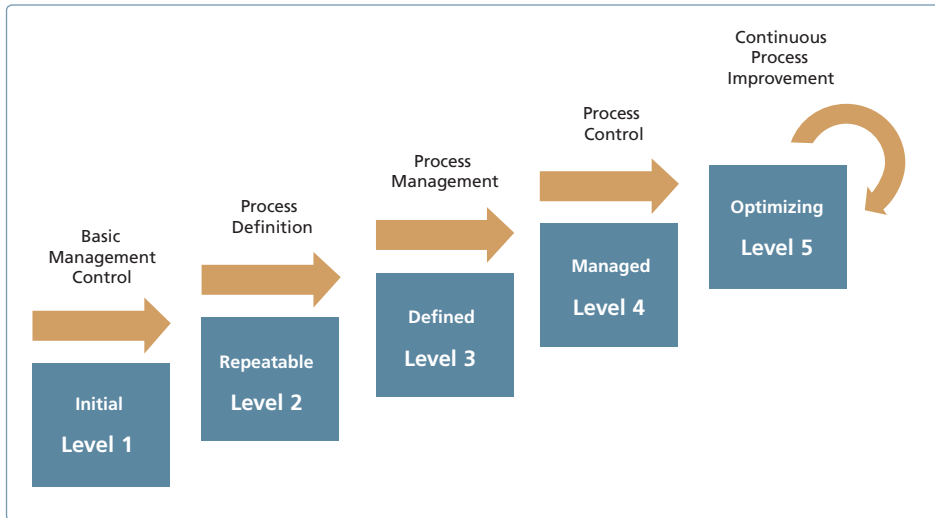 Basic
Management
Control
Initial
Level 1
Process
Definition
Repeatable
Level 2
Process
Management
Defined
Level 3
Process
Control
Managed
Level 4
Continuous
Process
Improvement
Optimizing
Level 5